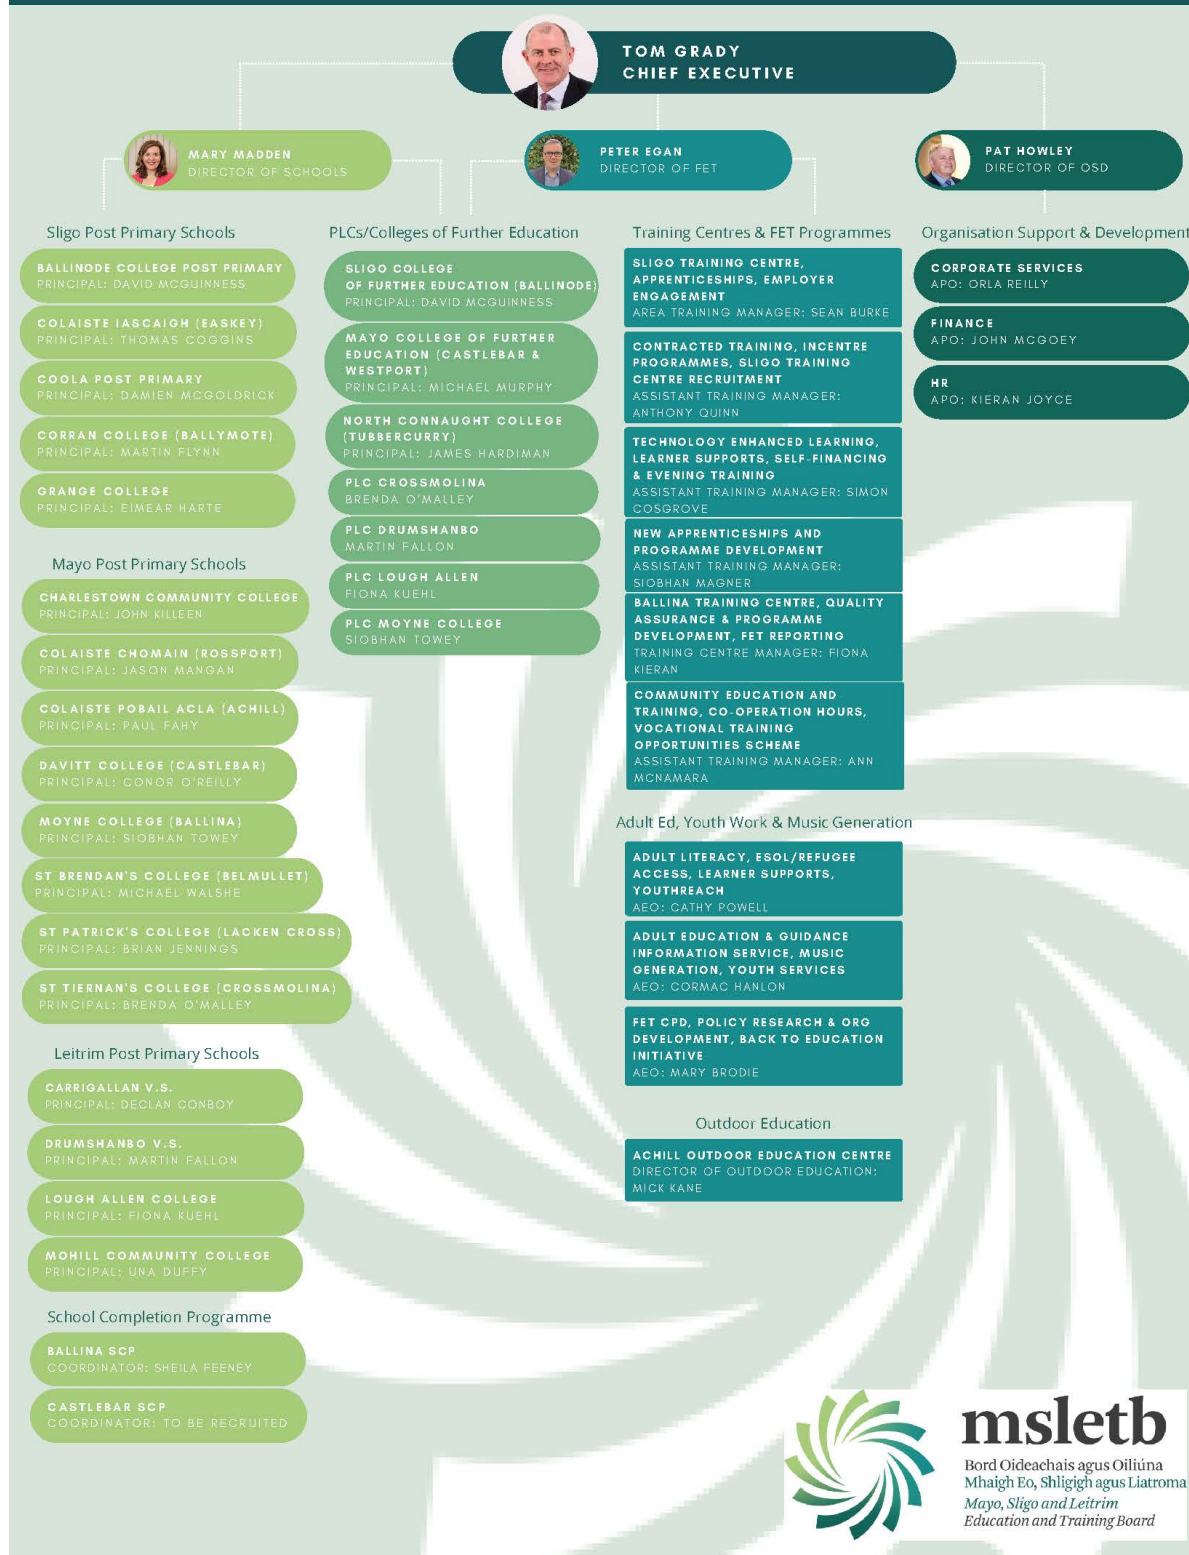 TOM GRADY
CHIEF EXECUTIVE
MARY MADDEN
DIRECTOR OF SCHOOLS
PETER EGAN
DIRECTOR OF FET
PAT HOWLEY
DIRECTOR OF OSD
Sligo Post Primary Schools
BALLINODE COLLEGE POST PRIMARY
PRINCIPAL: DAVID MCGUINNESS
COLAISTE IASCAIGH (EASKEY)
PRINCIPAL: THOMAS COGGINS
COOLA POST PRIMARY
PRINCIPAL: DAMIEN MCGOLDRICK
CORRAN COLLEGE (BALLYMOTE)
PRINCIPAL: MARTIN FLYNN
GRANGE COLLEGE
PRINCIPAL: EIMEAR HARTE
Mayo Post Primary Schools
CHARLESTOWN COMMUNITY COLLEGE
PRINCIPAL: JOHN KILLEEN
COLAISTE CHOMAIN (ROSSPORT)
PRINCIPAL: JASON MANGAN
COLAISTE POBAIL ACLA (ACHILL)
PRINCIPAL: PAUL FAHY
DAVITT COLLEGE (CASTLEBAR)
PRINCIPAL: CONOR O'REILLY
MOYNE COLLEGE (BALLINA)
PRINCIPAL: SIOBHAN TOWEY
ST BRENDAN'S COLLEGE (BELMULLET)
PRINCIPAL: MICHAEL WALSHE
ST PATRICK'S COLLEGE (LACKEN CROSS)
PRINCIPAL: BRIAN JENNINGS
ST TIERNAN'S COLLEGE (CROSSMOLINA)
PRINCIPAL: BRENDA O'MALLEY
Leitrim Post Primary Schools
CARRIGALLAN V.S.
PRINCIPAL: DECLAN CONBOY
DRUMSHANBO V.S.
PRINCIPAL: MARTIN FALLON
LOUGH ALLEN COLLEGE
PRINCIPAL: FIONA KUEHL
MOHILL COMMUNITY COLLEGE
PRINCIPAL: UNA DUFFY
School Completion Programme
BALLINA SCP
COORDINATOR: SHEILA FEENEY
CASTLEBAR SCP
COORDINATOR: TO BE RECRUITED
PLCs/Colleges of Further Education
SLIGO COLLEGE
OF FURTHER EDUCATION (BALLINODE)
PRINCIPAL: DAVID MCGUINNESS
MAYO COLLEGE OF FURTHER
EDUCATION (CASTLEBAR &
WESTPORT)
PRINCIPAL: MICHAEL MURPHY
NORTH CONNAUGHT COLLEGE
(TUBBERCURRY)
PRINCIPAL: JAMES HARDIMAN
PLC CROSSMOLINA
BRENDA O'MALLEY
PLC DRUMSHANBO
MARTIN FALLON
PLC LOUGH ALLEN
FIONA KUEHL
PLC MOYNE COLLEGE
SIOBHAN TOWEY
Training Centres & FET Programmes
SLIGO TRAINING CENTRE,
APPRENTICESHIPS, EMPLOYER
ENGAGEMENT
AREA TRAINING MANAGER: SEAN BURKE
CONTRACTED TRAINING, INCENTRE
PROGRAMMES, SLIGO TRAINING
CENTRE RECRUITMENT
ASSISTANT TRAINING MANAGER:
ANTHONY QUINN
TECHNOLOGY ENHANCED LEARNING,
LEARNER SUPPORTS, SELF-FINANCING
& EVENING TRAINING
ASSISTANT TRAINING MANAGER: SIMON
COSGROVE
NEW APPRENTICESHIPS AND
PROGRAMME DEVELOPMENT
ASSISTANT TRAINING MANAGER:
SIOBHAN MAGNER
BALLINA TRAINING CENTRE, QUALITY
ASSURANCE & PROGRAMME
DEVELOPMENT, FET REPORTING
TRAINING CENTRE MANAGER: FIONA
KIERAN
COMMUNITY EDUCATION AND
TRAINING, CO-OPERATION HOURS,
VOCATIONAL TRAINING
OPPORTUNITIES SCHEME
ASSISTANT TRAINING MANAGER: ANN
MCNAMARA
Adult Ed, Youth Work & Music Generation
ADULT LITERACY, ESOL/REFUGEE
ACCESS, LEARNER SUPPORTS,
YOUTHREACH
AEO: CATHY POWELL
ADULT EDUCATION & GUIDANCE
INFORMATION SERVICE, MUSIC
GENERATION, YOUTH SERVICES
AEO: CORMAC HANLON
FET CPD, POLICY RESEARCH & ORG
DEVELOPMENT, BACK TO EDUCATION
INITIATIVE
AEO: MARY BRODIE
Outdoor Education
ACHILL OUTDOOR EDUCATION CENTRE
DIRECTOR OF OUTDOOR EDUCATION:
MICK KANE
Organisation Support & Development
CORPORATE SERVICES
APO: ORLA REILLY
FINANCE
APO: JOHN MCGOEY
HR
APO: KIERAN JOYCE
msletb
Bord Oideachais agus Oiliúna
Mhaigh Eo, Shligigh agus Liatroma
Mayo, Sligo and Leitrim
Education and Training Board